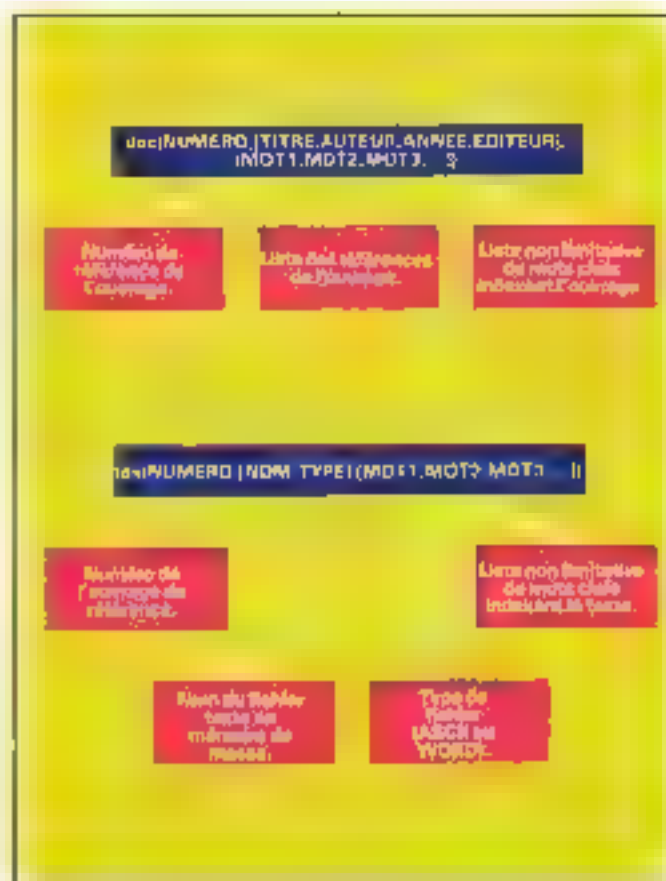 doc(NUMERO,[TITRE,AUTEUR,ANNEE,EDITEUR],
[MOT1,MOT2,MOT3,
Numéro de
référence de
l'ouvrage.
Liste des références
de l'ouvrage.
Liste non limitative
de mots clefs
indexant l'ouvrage
NUMERO,[NOM,TYPE],[MOT1,MOT2,MOT3
Numéro de
l'ouvrage de
référence.
Liste non limitative
de mots clefs
indexant le texte.
Nom du fichier
texte en
mémoire de
masse.
Type de
fichier
(ASCII ou
WORD).